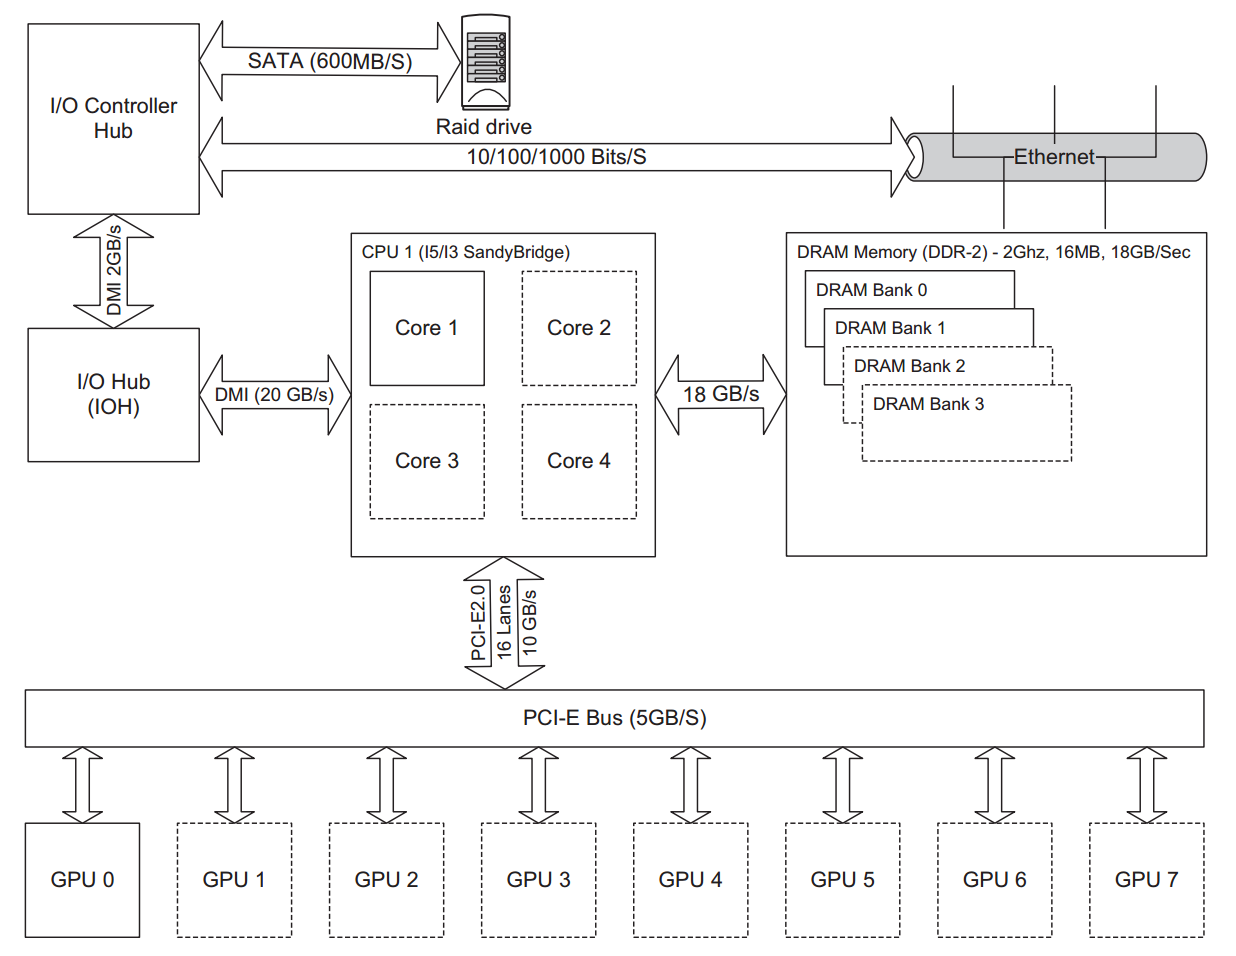 I/O Controller
Hub
SATA (600MB/S)
Raid drive
10/100/1000 Bits/S
Ethernet
DMI 2GB/s
I/O Hub
(IOH)
DMI (20 GB/s)
CPU 1 (I5/I3 SandyBridge)
Core 1
Core 2
Core 3
Core 4
18 GB/s
DRAM Memory (DDR-2) - 2Ghz, 16MB, 18GB/Sec
DRAM Bank 0
DRAM Bank 1
DRAM Bank 2
DRAM Bank 3
PCI-E2.0
16 Lanes
10 GB/s
PCI-E Bus (5GB/S)
GPU 0
GPU 1
GPU 2
GPU 3
GPU 4
GPU 5
GPU 6
GPU 7